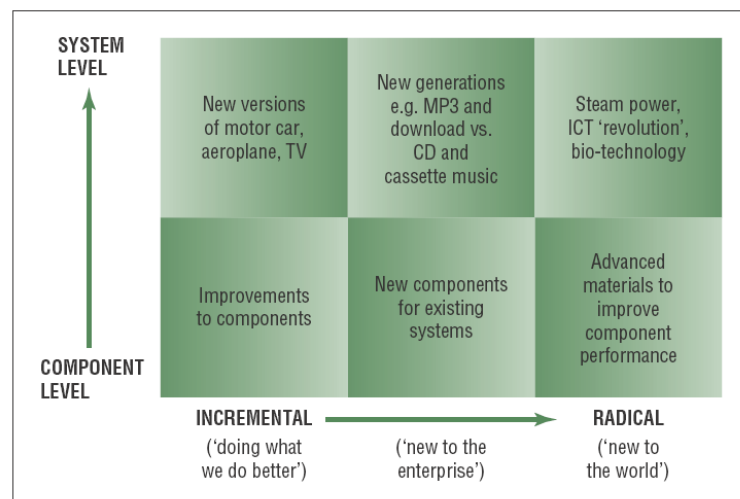 SYSTEM
LEVEL
New versions
of motor car,
aeroplane, TV
New generations
e.g. MP3 and
download vs.
CD and
cassette music
Steam power,
ICT ‘revolution’,
bio-technology
Improvements
to components
New components
for existing
systems
Advanced
materials to
improve
component
performance
COMPONENT
LEVEL
INCREMENTAL
(‘doing what
we do better’)
(‘new to the
enterprise’)
RADICAL
(‘new to
the world’)